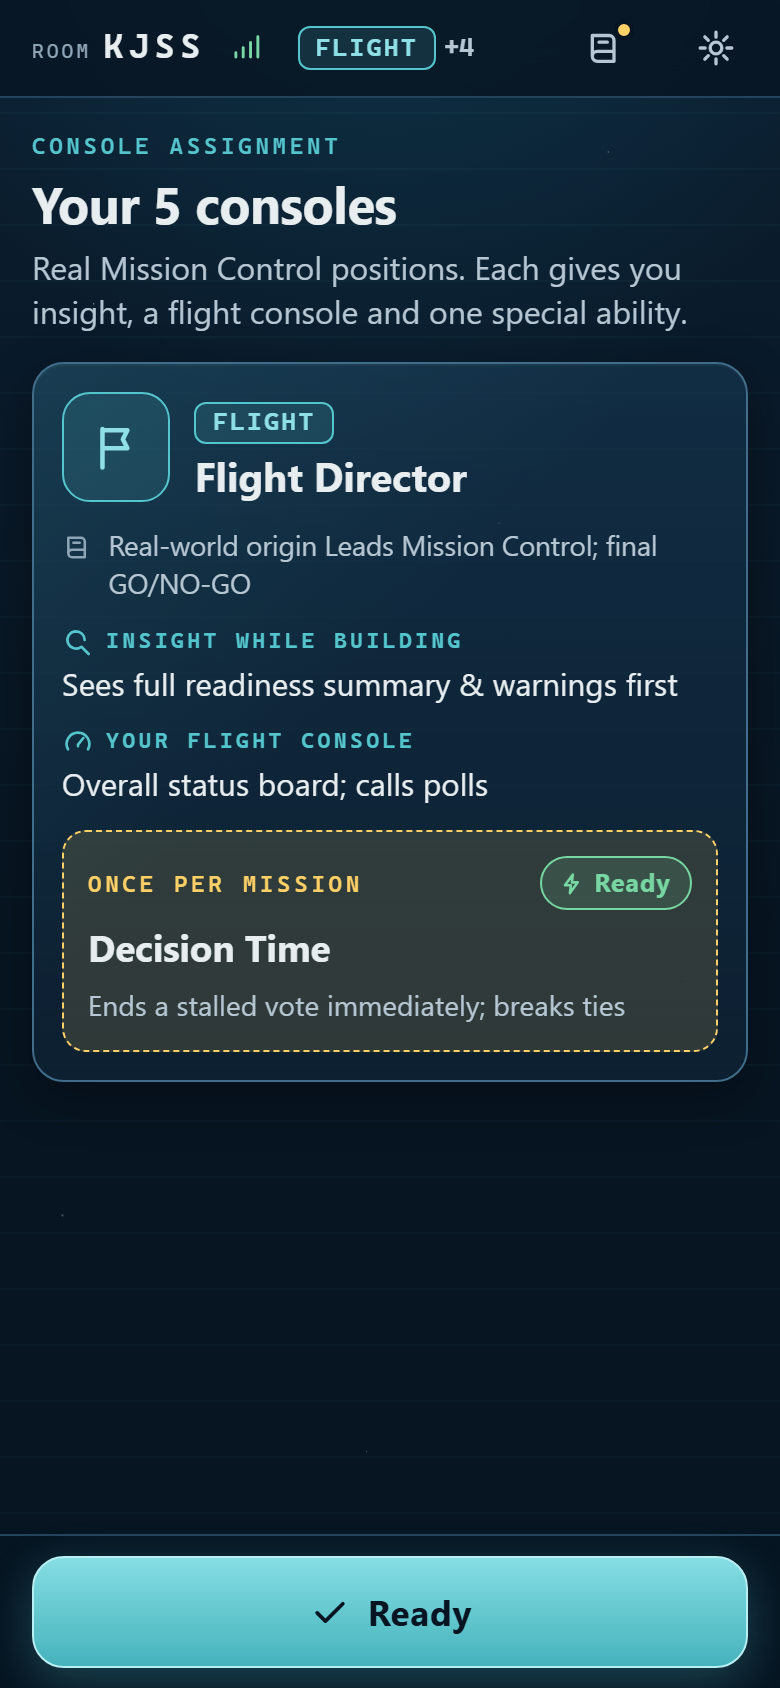 ROOM KJSS FLIGHT +4
CONSOLE ASSIGNMENT
Your 5 consoles
Real Mission Control positions. Each gives you
insight, a flight console and one special ability.
FLIGHT
Flight Director
Real-world origin Leads Mission Control; final
GO/NO-GO
INSIGHT WHILE BUILDING
Sees full readiness summary & warnings first
YOUR FLIGHT CONSOLE
Overall status board; calls polls
ONCE PER MISSION Ready
Decision Time
Ends a stalled vote immediately; breaks ties
Ready